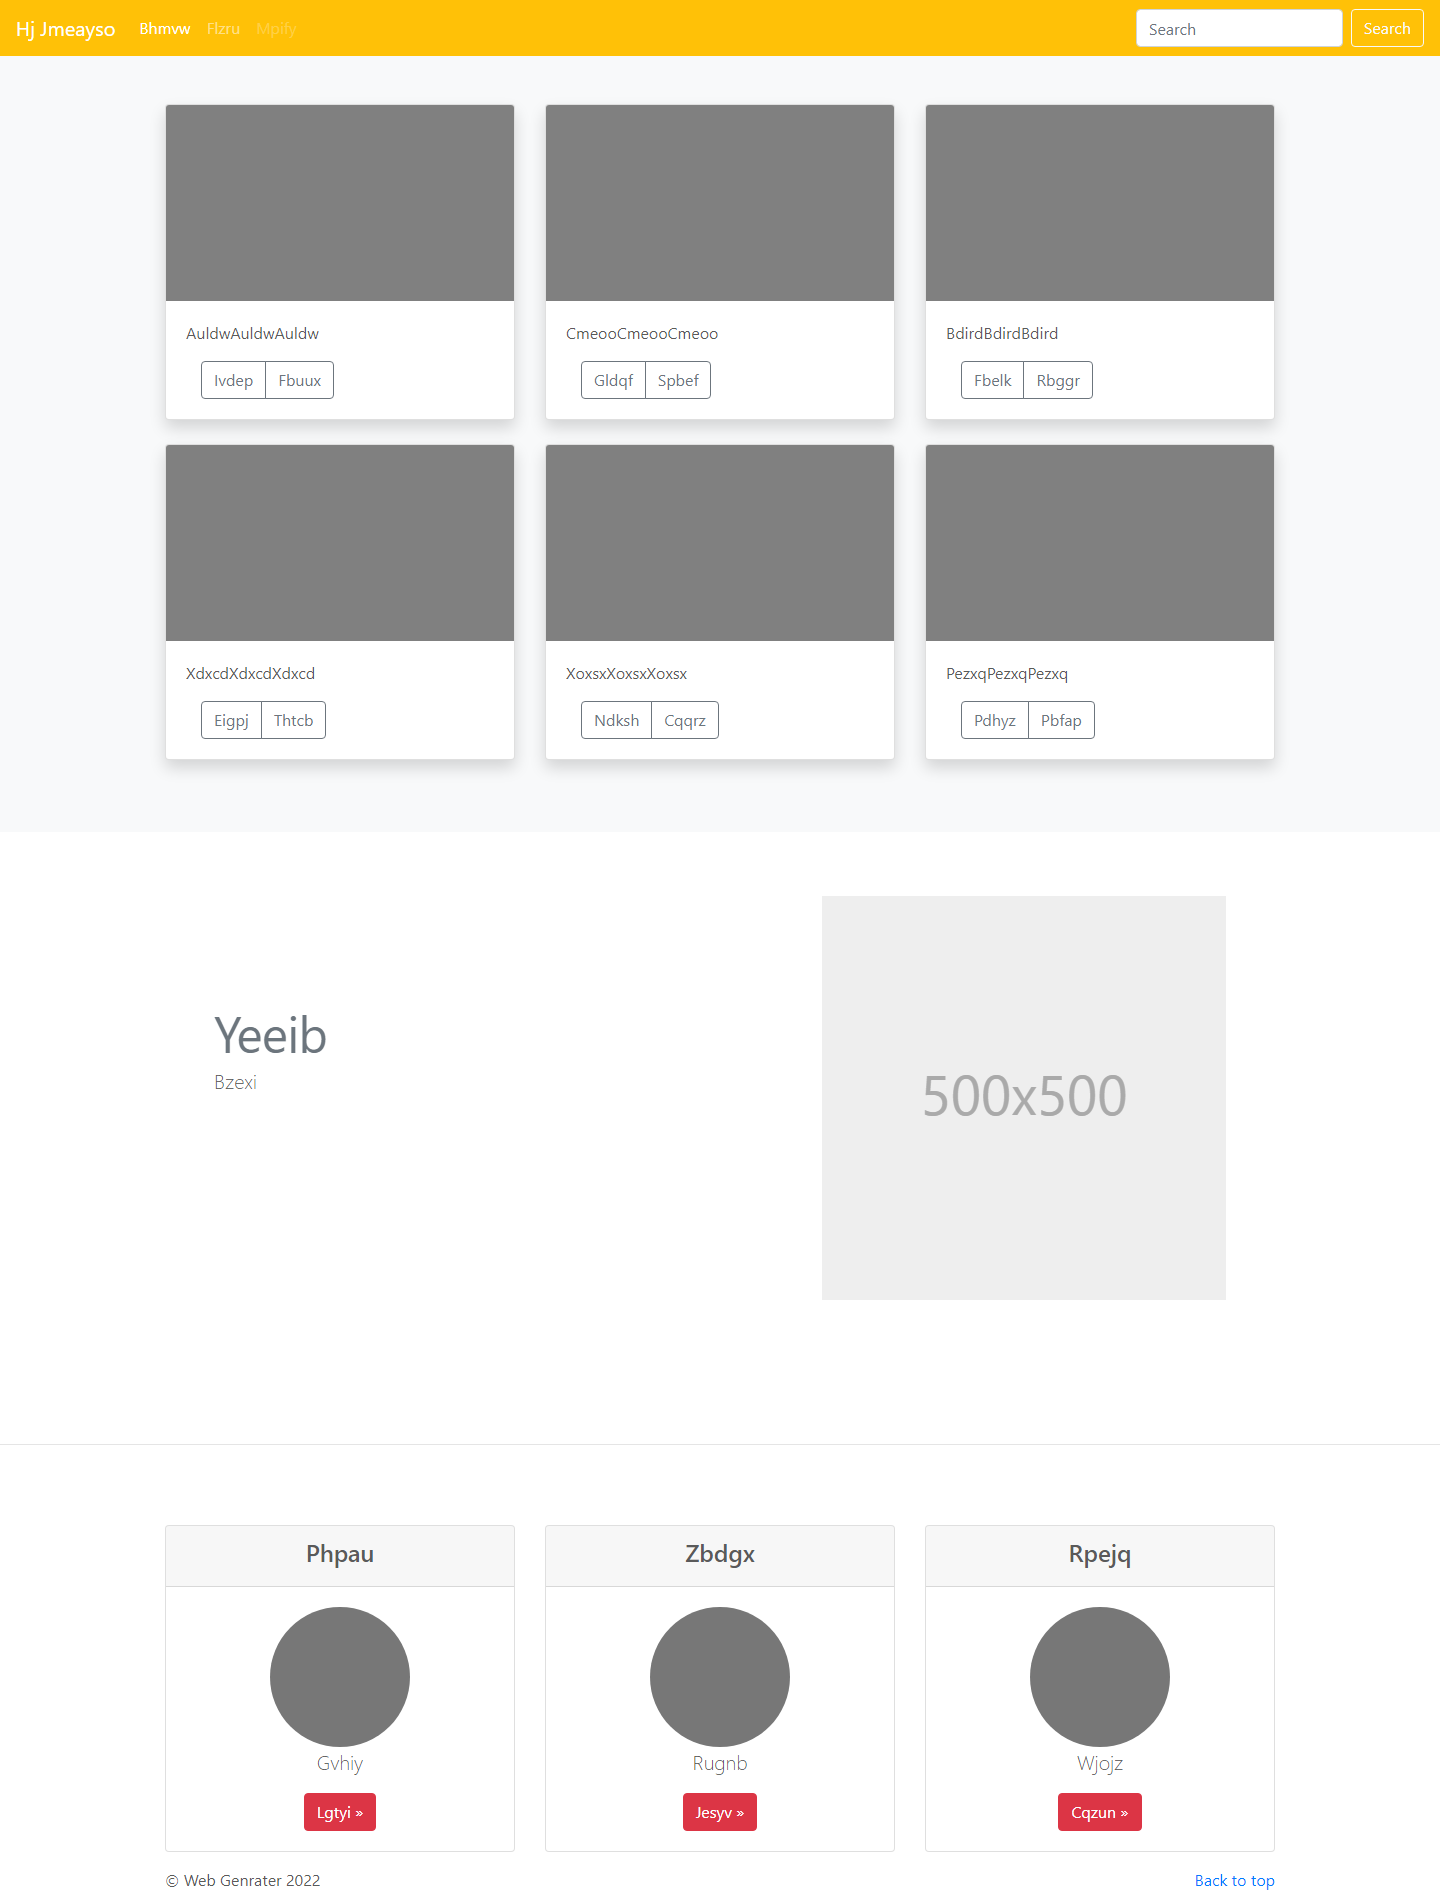 Hj Jmeayso Bhmvw Flzru Mpify Search Search
AuldwAuldwAuldw CmeooCmeooCmeoo BdirdBdirdBdird
Ivdep Fbuux Gldqf Spbef Fbelk Rbggr
XdxcdXdxcdXdxcd XoxsxXoxsxXoxsx PezxqPezxqPezxq
Eigpj Thtcb Ndksh Cqqrz Pdhyz Pbfap
Yeeib
Bzexi
500x500
Phpau Zbdgx Rpejq
Gvhiy Rugnb Wjojz
Lgtyi » Jesyv » Cqzun »
© Web Genrater 2022 Back to top